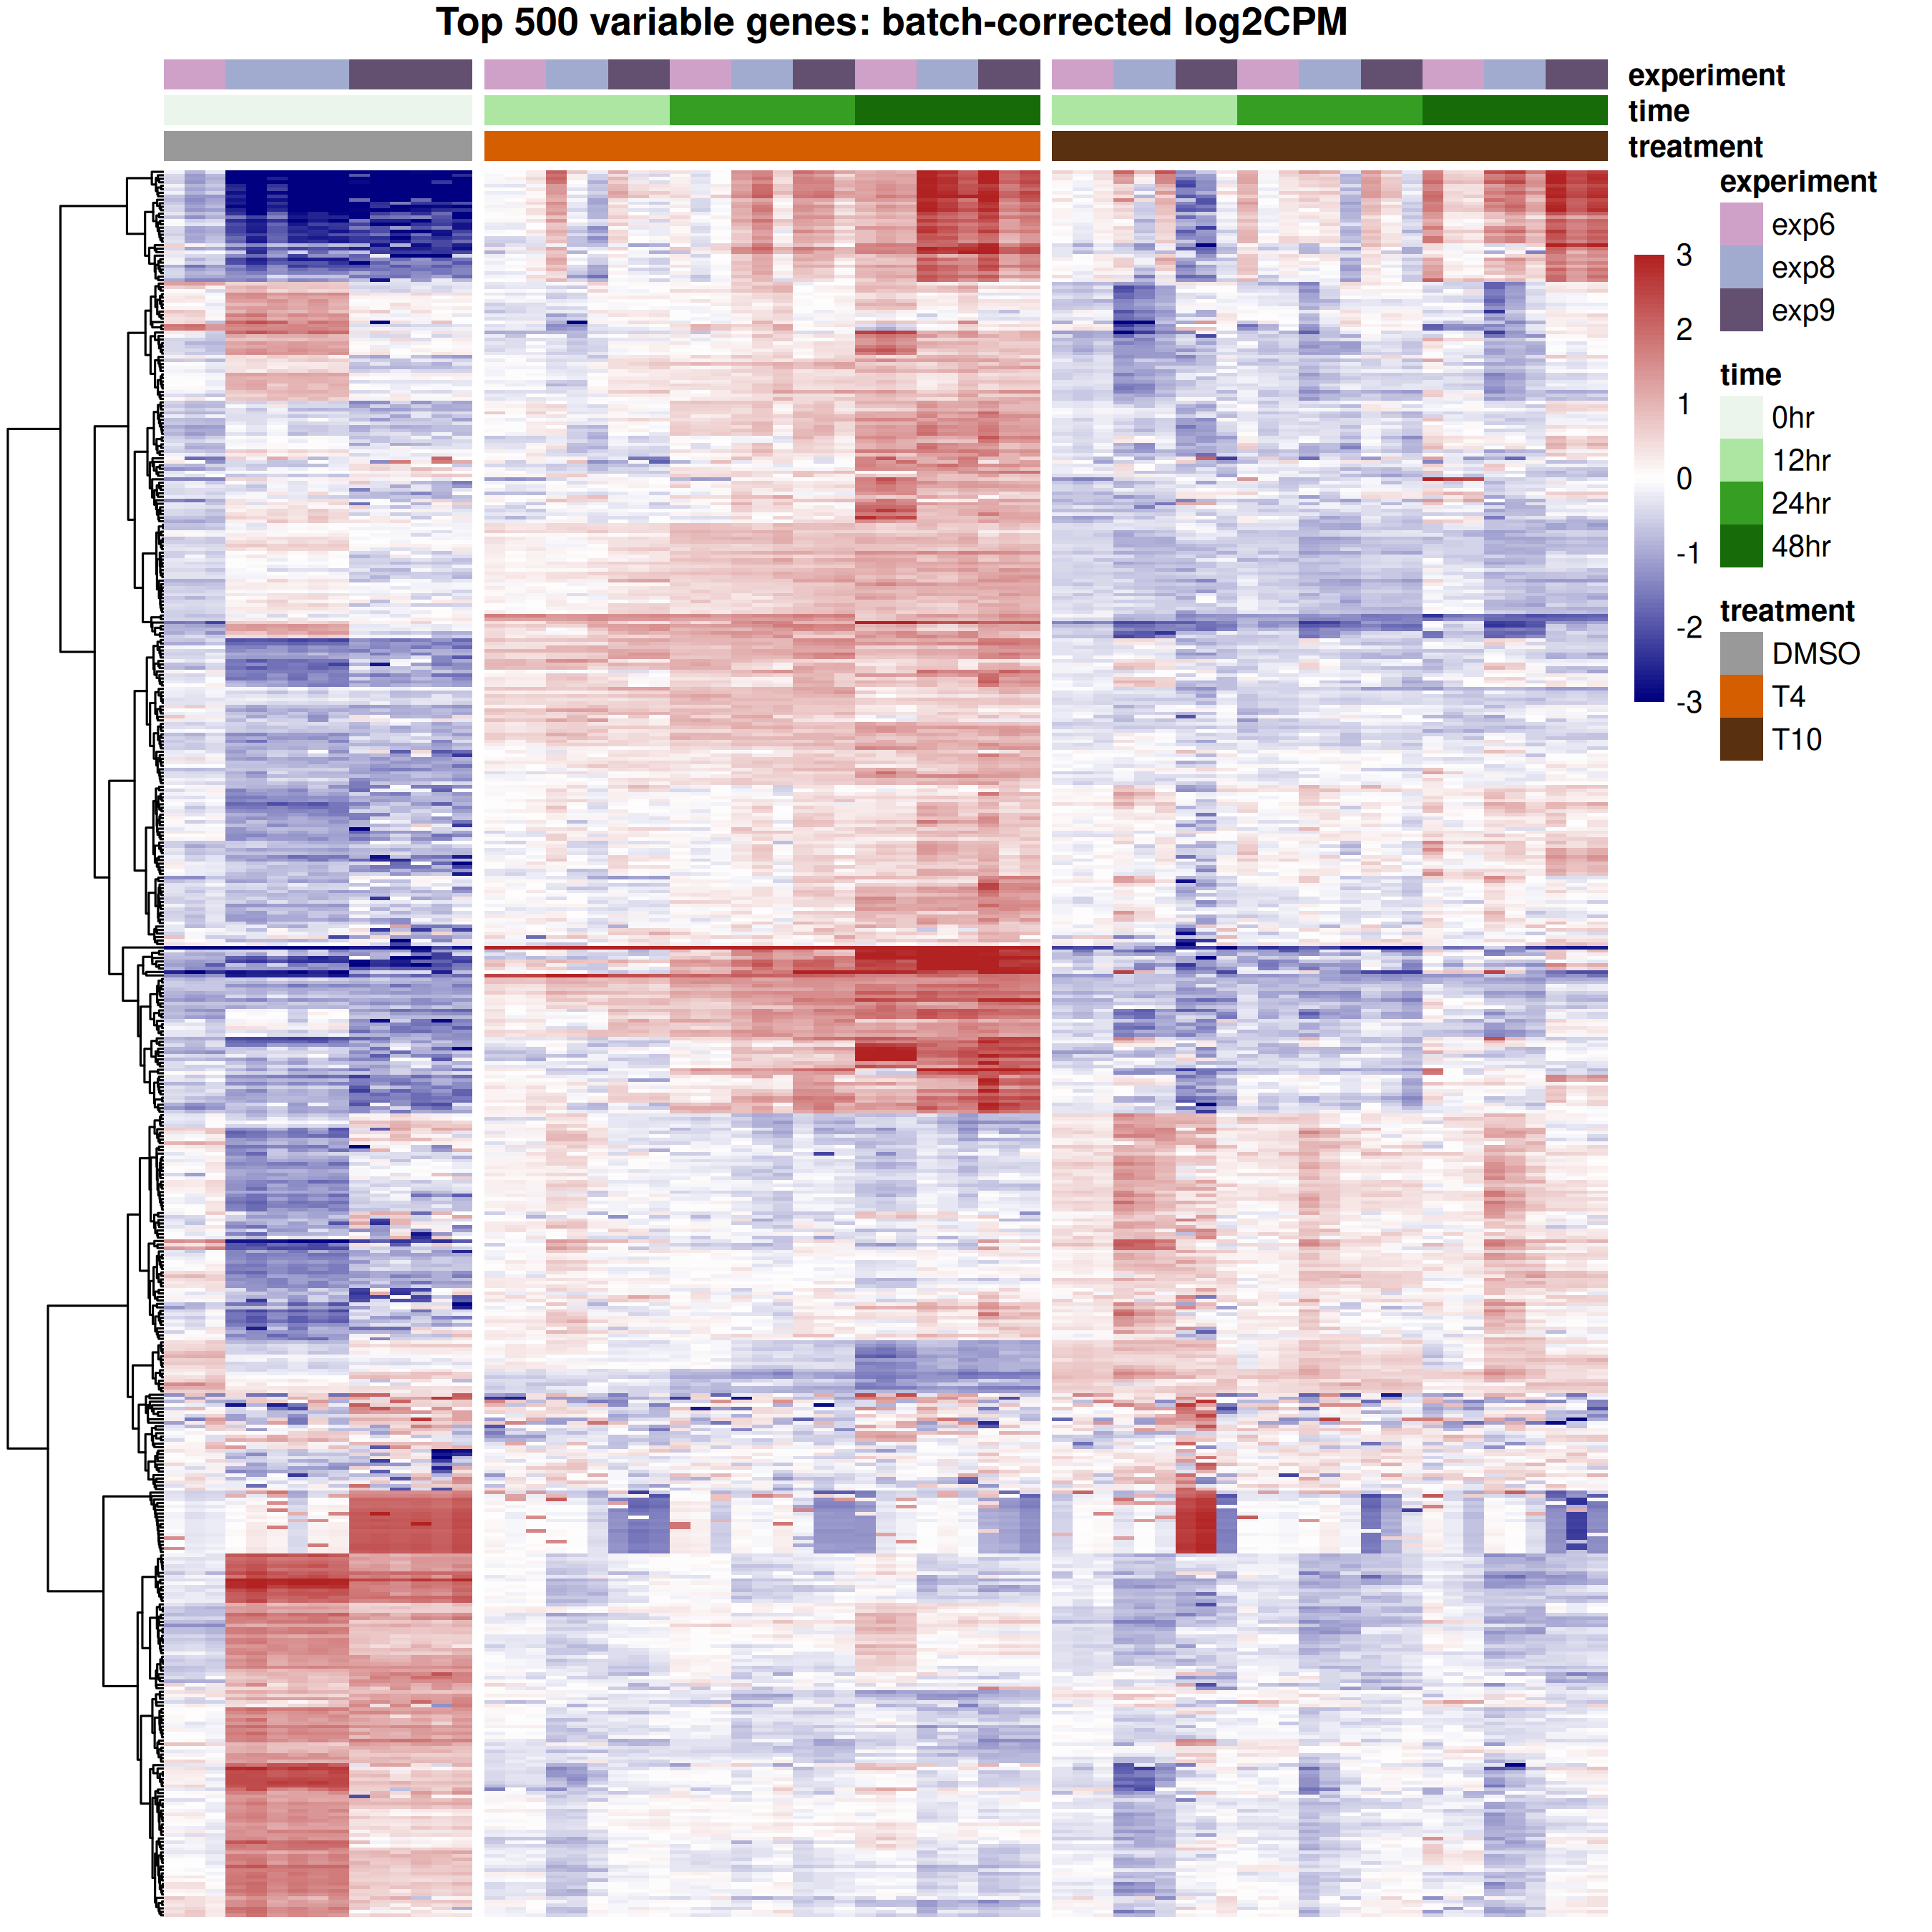 Top 500 variable genes: batch-corrected log2CPM
experiment
time
treatment
3
2
1
0
-1
-2
-3
experiment
exp6
exp8
exp9
time
0hr
12hr
24hr
48hr
treatment
DMSO
T4
T10